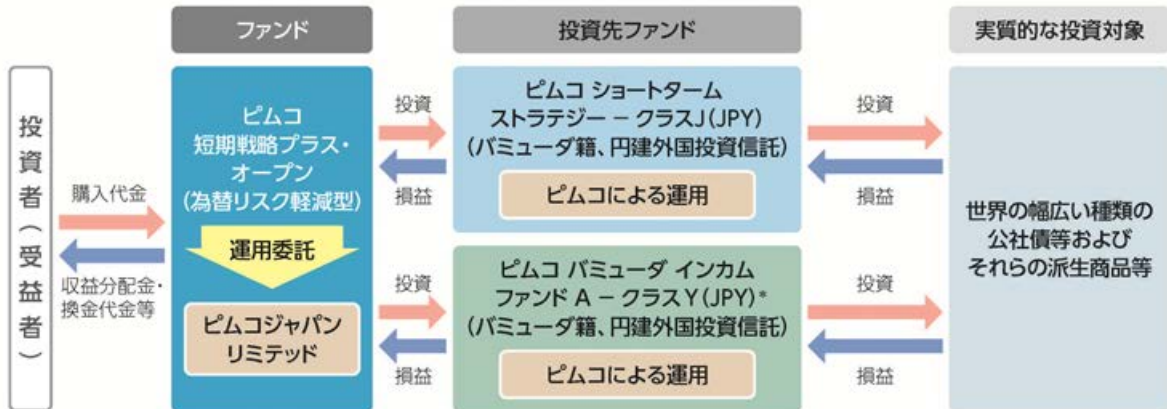 ファンド
投資先ファンド
実質的な投資対象
投資者（受益者）
購入代金
収益分配金・
換金代金等
ピムコ
短期戦略プラス・
オープン
(為替リスク軽減型)
運用委託
ピムコジャパン
リミテッド
投資
損益
ピムコ ショートターム
ストラテジー － クラスJ(JPY)
(バミューダ籍、円建外国投資信託)
ピムコによる運用
投資
損益
投資
損益
ピムコ バミューダ インカム
ファンド A － クラス Y(JPY)*
(バミューダ籍、円建外国投資信託)
ピムコによる運用
投資
損益
世界の幅広い種類の
公社債等および
それらの派生商品等